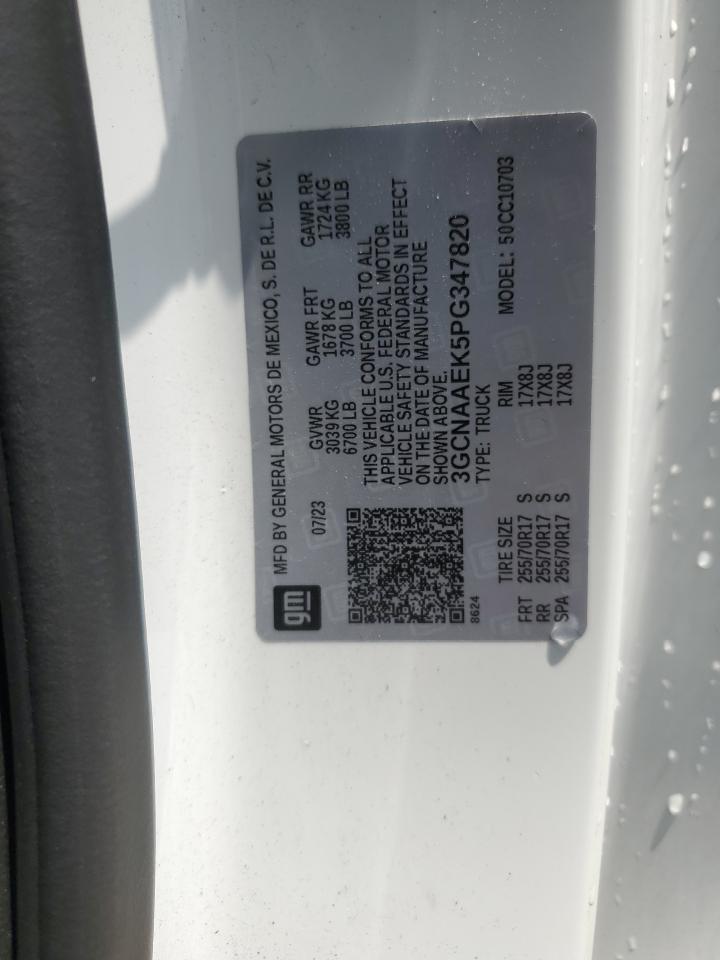 gm
MFD BY GENERAL MOTORS DE MEXICO, S. DE R.L. DE C.V.
07/23 GVWR GAWR FRT GAWR RR
3039 KG 1678 KG 1724 KG
6700 LB 3700 LB 3800 LB
THIS VEHICLE CONFORMS TO ALL
APPLICABLE U.S. FEDERAL MOTOR
VEHICLE SAFETY STANDARDS IN EFFECT
ON THE DATE OF MANUFACTURE
SHOWN ABOVE.
3GCNAAEK5PG347820
8624 TYPE: TRUCK
TIRE SIZE RIM MODEL: 50CC10703
FRT 255/70R17 S 17X8J
RR 255/70R17 S 17X8J
SPA 255/70R17 S 17X8J